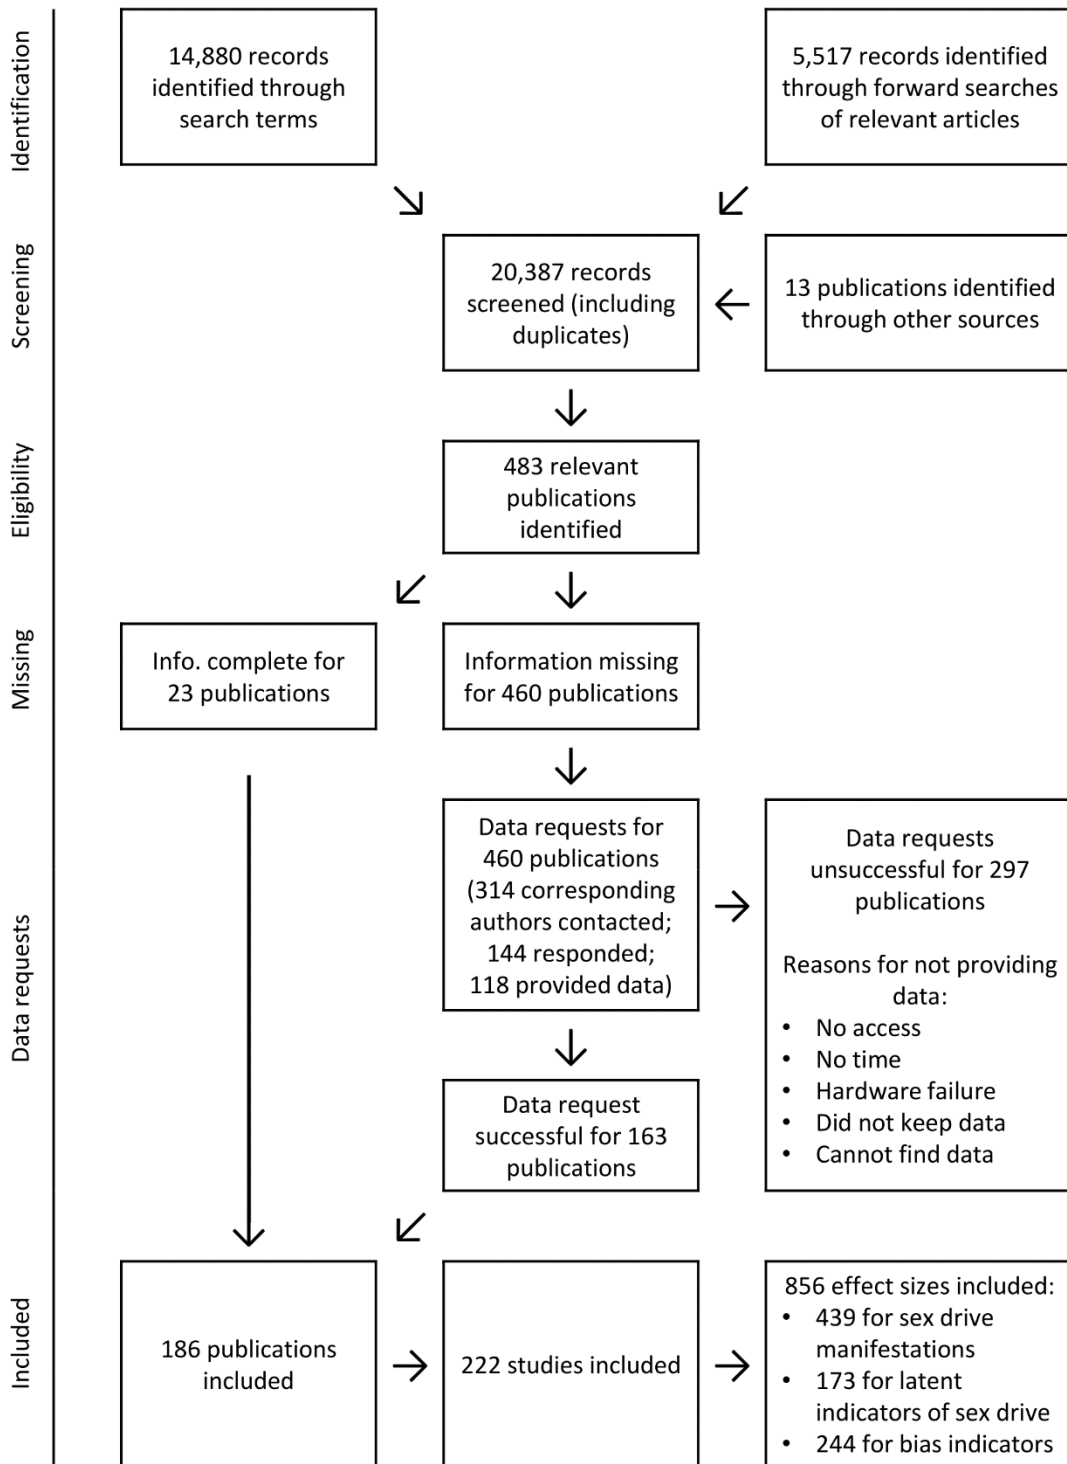 Identification
14,880 records
identified through
search terms
5,517 records identified
through forward searches
of relevant articles
Screening
20,387 records
screened (including
duplicates)
13 publications identified
through other sources
Eligibility
483 relevant
publications
identified
Missing
Info. complete for
23 publications
Information missing
for 460 publications
Data requests
Data requests for
460 publications
(314 corresponding
authors contacted;
144 responded;
118 provided data)
Data requests
unsuccessful for 297
publications
Reasons for not providing
data:
• No access
• No time
• Hardware failure
• Did not keep data
• Cannot find data
Data request
successful for 163
publications
Included
186 publications
included
222 studies included
856 effect sizes included:
• 439 for sex drive
manifestations
• 173 for latent
indicators of sex drive
• 244 for bias indicators